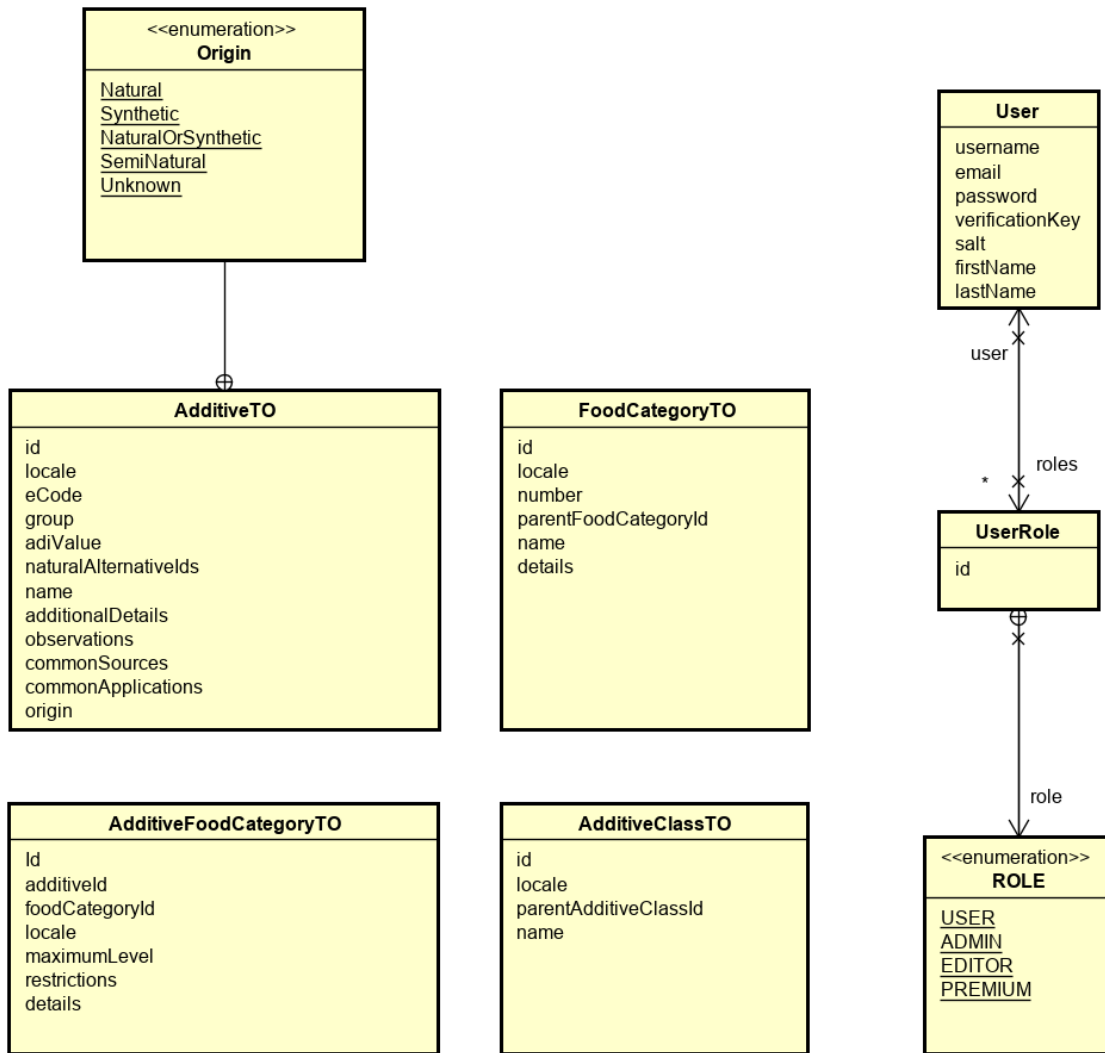 <<enumeration>>
Origin
Natural
Synthetic
NaturalOrSynthetic
SemiNatural
Unknown
User
username
email
password
verificationKey
salt
firstName
lastName
user
roles
*
UserRole
id
role
<<enumeration>>
ROLE
USER
ADMIN
EDITOR
PREMIUM
AdditiveTO
id
locale
eCode
group
adiValue
naturalAlternativeIds
name
additionalDetails
observations
commonSources
commonApplications
origin
FoodCategoryTO
id
locale
number
parentFoodCategoryId
name
details
AdditiveFoodCategoryTO
Id
additiveId
foodCategoryId
locale
maximumLevel
restrictions
details
AdditiveClassTO
id
locale
parentAdditiveClassId
name